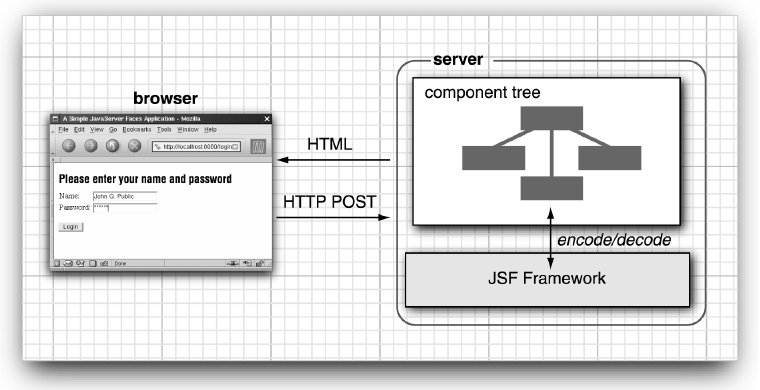 server
browser
component tree
A Simple JavaServer Faces Application - Mozilla
File Edit View Go Bookmarks Tools Window Help
http://localhost:8080/login
HTML
Please enter your name and password
Name: John Q. Public
Password: ******
HTTP POST
Login
encode/decode
Done
JSF Framework